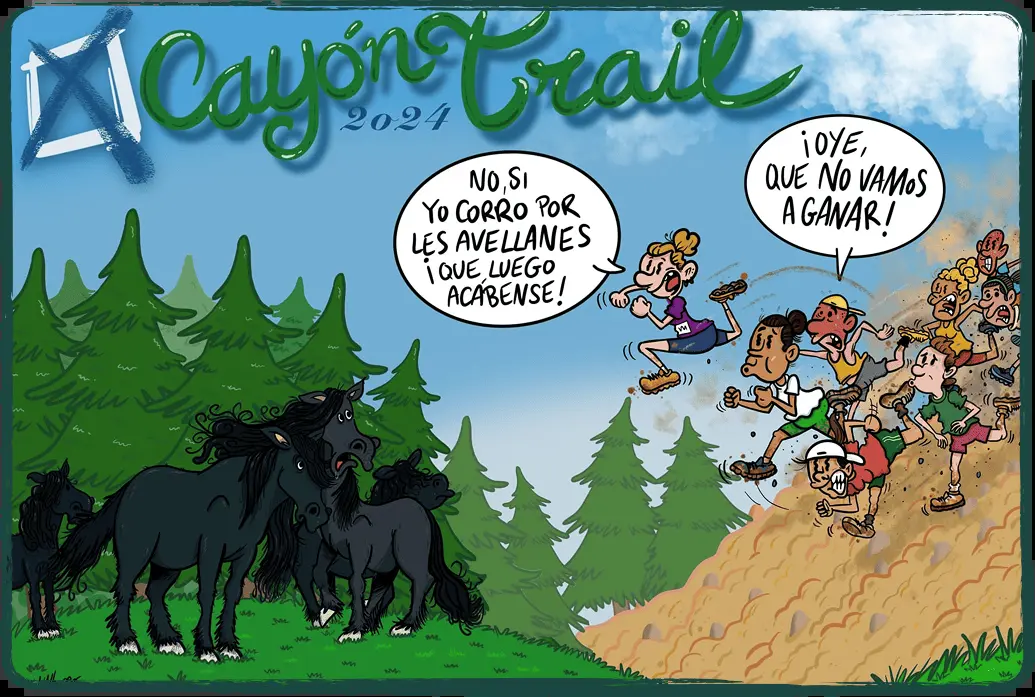 Cayón Trail
2024
NO, SI
YO CORRO POR
LES AVELLANES
¡QUE LUEGO
ACÁBENSE!
¡OYE,
QUE NO VAMOS
A GANAR!